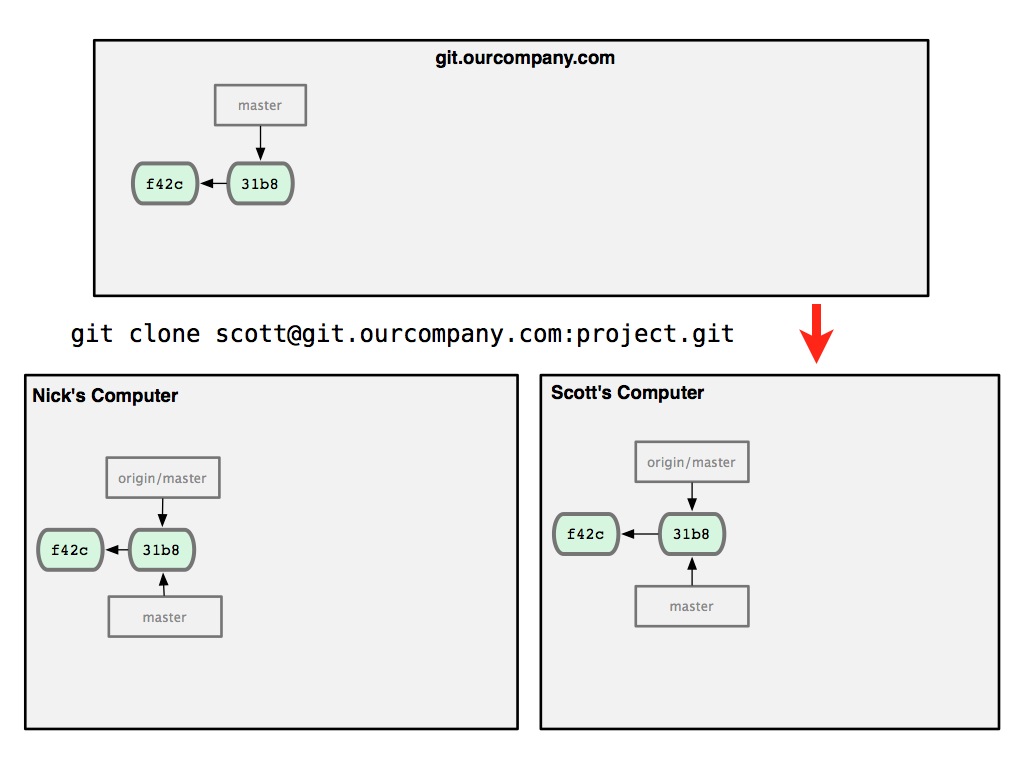 git.ourcompany.com
master
f42c
31b8
git clone scott@git.ourcompany.com:project.git
Nick's Computer
origin/master
f42c
31b8
master
Scott's Computer
origin/master
f42c
31b8
master